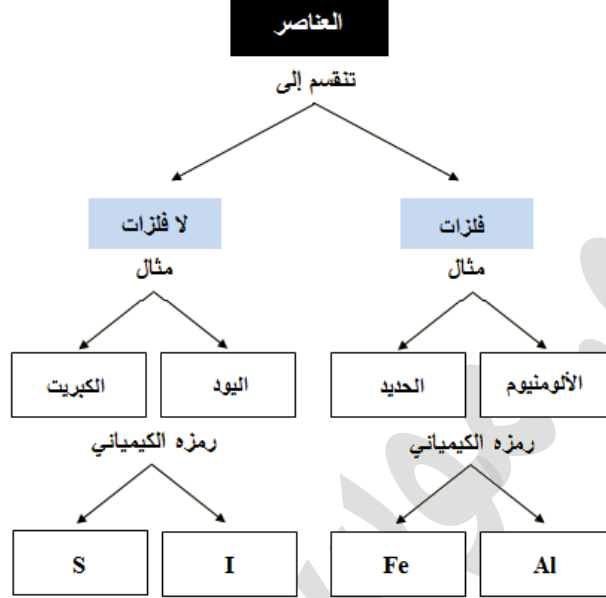 العناصر
تنقسم إلى
فلزات
لا فلزات
مثال
مثال
الألومنيوم
الحديد
اليود
الكبريت
رمزه الكيميائي
رمزه الكيميائي
Al
Fe
I
S